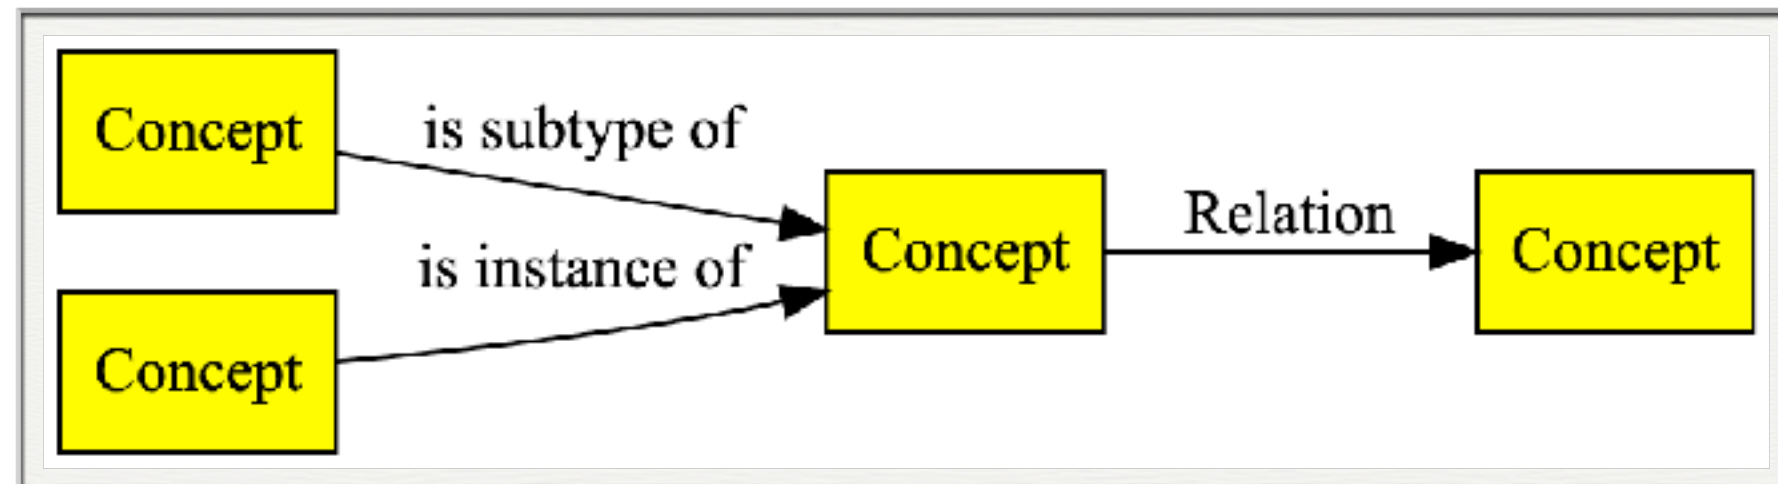 Concept
is subtype of
Concept
is instance of
Concept
Relation
Concept